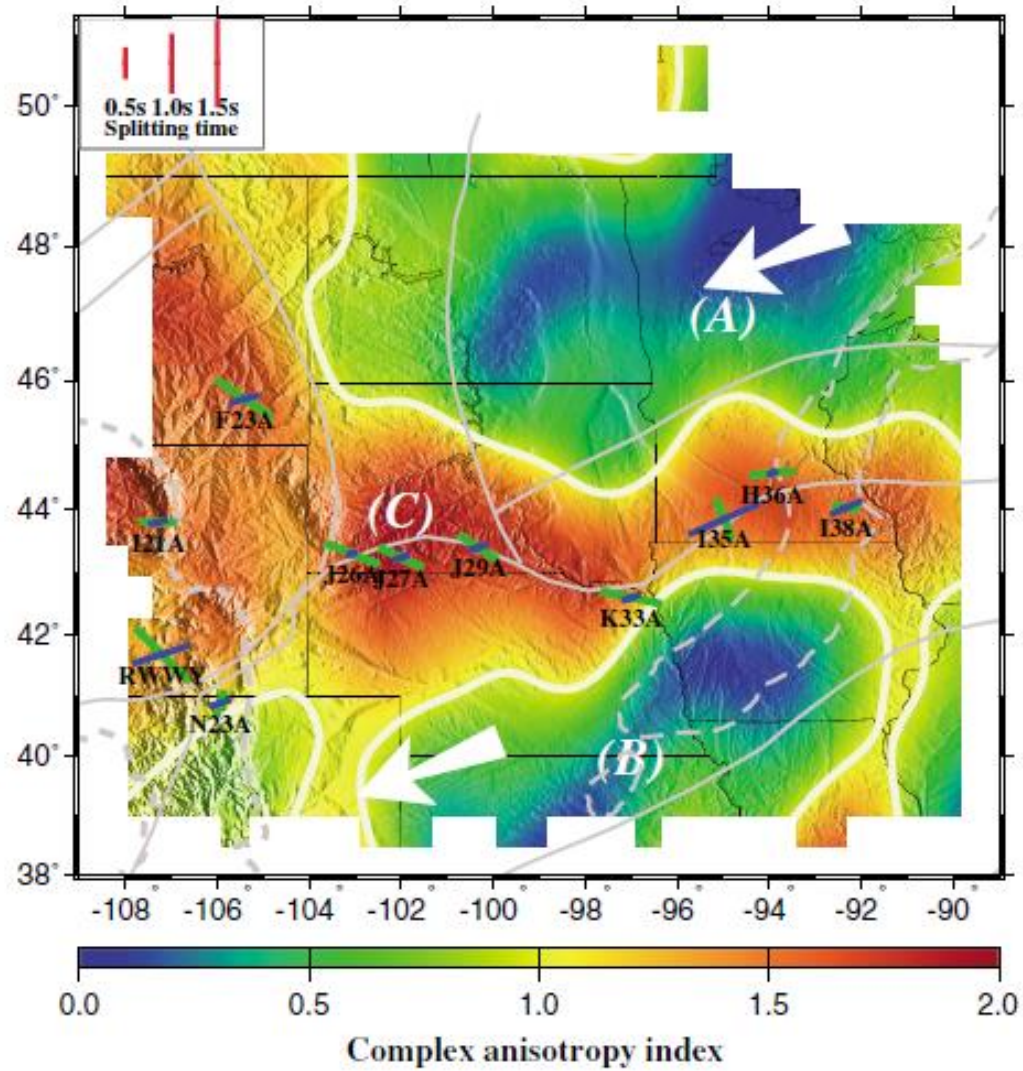 0.5s 1.0s 1.5s
Splitting time
50°
48°
46°
44°
42°
40°
38°
(A)
F23A
(C)
H36A
I21A
I35A
I38A
J26A
J27A
J29A
K33A
RWWY
N23A
(B)
-108 -106 -104 -102 -100 -98 -96 -94 -92 -90
0.0 0.5 1.0 1.5 2.0
Complex anisotropy index